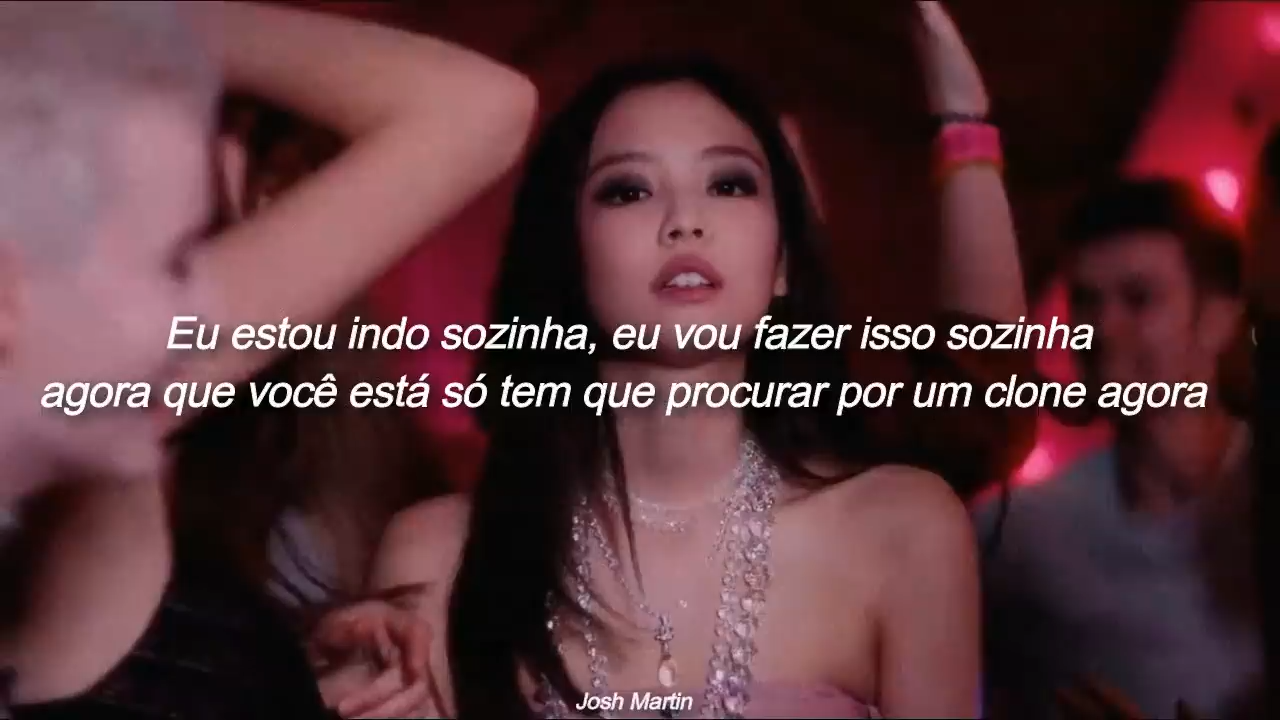 Eu estou indo sozinha, eu vou fazer isso sozinha
agora que você está só tem que procurar por um clone agora
Josh Martin